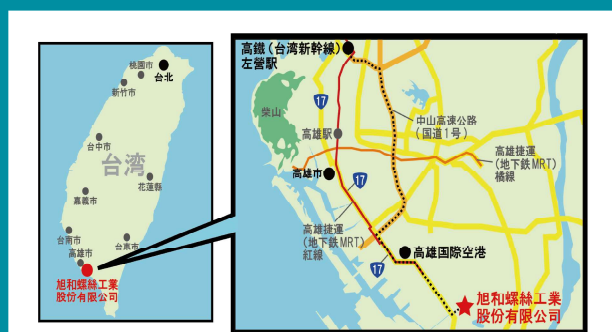 桃園市
台北
新竹市
台中市
台湾
花蓮縣
嘉義市
台南市
台東市
高雄市
旭和螺絲工業
股份有限公司
高鐵(台湾新幹線)
左營駅
柴山
17
中山高速公路
(国道1号)
高雄駅
高雄捷運
(地下鉄MRT)
橘線
高雄市
17
高雄捷運
(地下鉄MRT)
紅線
高雄国際空港
17
旭和螺絲工業
股份有限公司